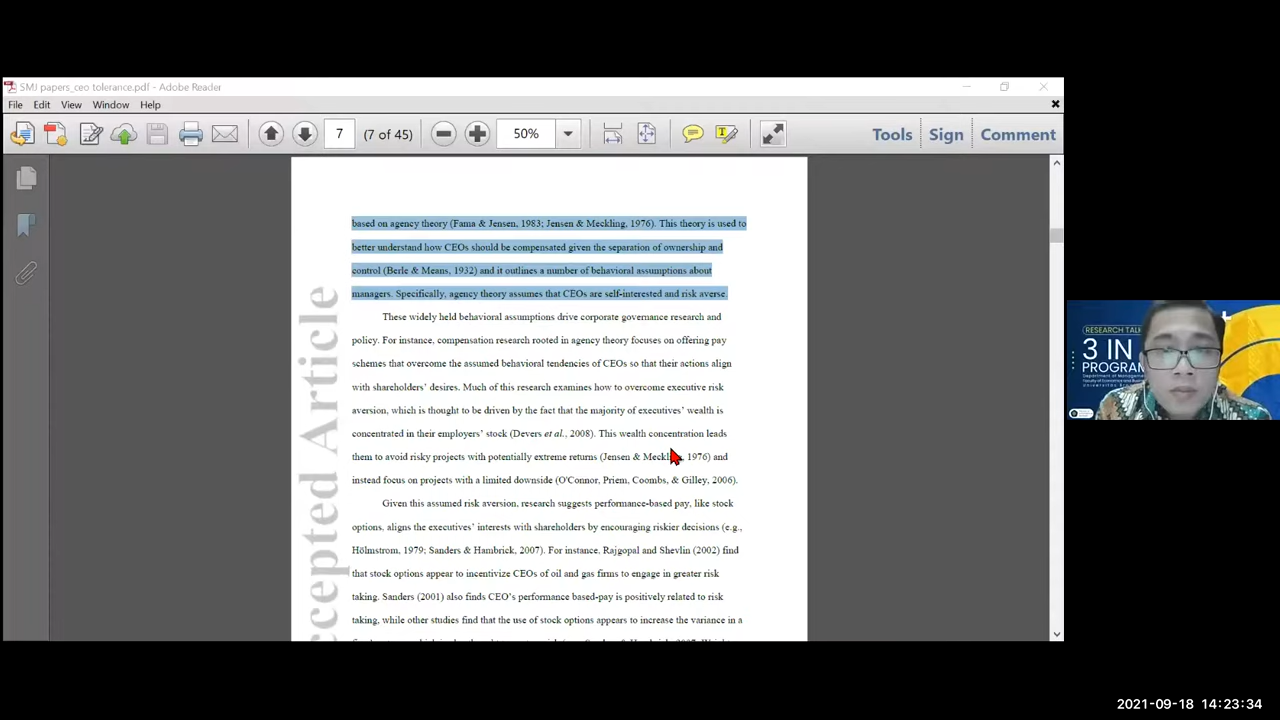 SMJ papers_ceo tolerance.pdf - Adobe Reader
File Edit View Window Help
7 (7 of 45) 50% Tools Sign Comment
based on agency theory (Fama & Jensen, 1983; Jensen & Meckling, 1976). This theory is used to
better understand how CEOs should be compensated given the separation of ownership and
control (Berle & Means, 1932) and it outlines a number of behavioral assumptions about
managers. Specifically, agency theory assumes that CEOs are self-interested and risk averse.
These widely held behavioral assumptions drive corporate governance research and
policy. For instance, compensation research rooted in agency theory focuses on offering pay
schemes that overcome the assumed behavioral tendencies of CEOs so that their actions align
with shareholders’ desires. Much of this research examines how to overcome executive risk
aversion, which is thought to be driven by the fact that the majority of executives’ wealth is
concentrated in their employers’ stock (Devers et al., 2008). This wealth concentration leads
them to avoid risky projects with potentially extreme returns (Jensen & Meckling, 1976) and
instead focus on projects with a limited downside (O'Connor, Priem, Coombs, & Gilley, 2006).
Given this assumed risk aversion, research suggests performance-based pay, like stock
options, aligns the executives’ interests with shareholders by encouraging riskier decisions (e.g.,
Hölmstrom, 1979; Sanders & Hambrick, 2007). For instance, Rajgopal and Shevlin (2002) find
that stock options appear to incentivize CEOs of oil and gas firms to engage in greater risk
taking. Sanders (2001) also finds CEO’s performance based-pay is positively related to risk
taking, while other studies find that the use of stock options appears to increase the variance in a
cepted Article
RESEARCH TAL
3 IN
PROGRAM
2021-09-18 14:23:34